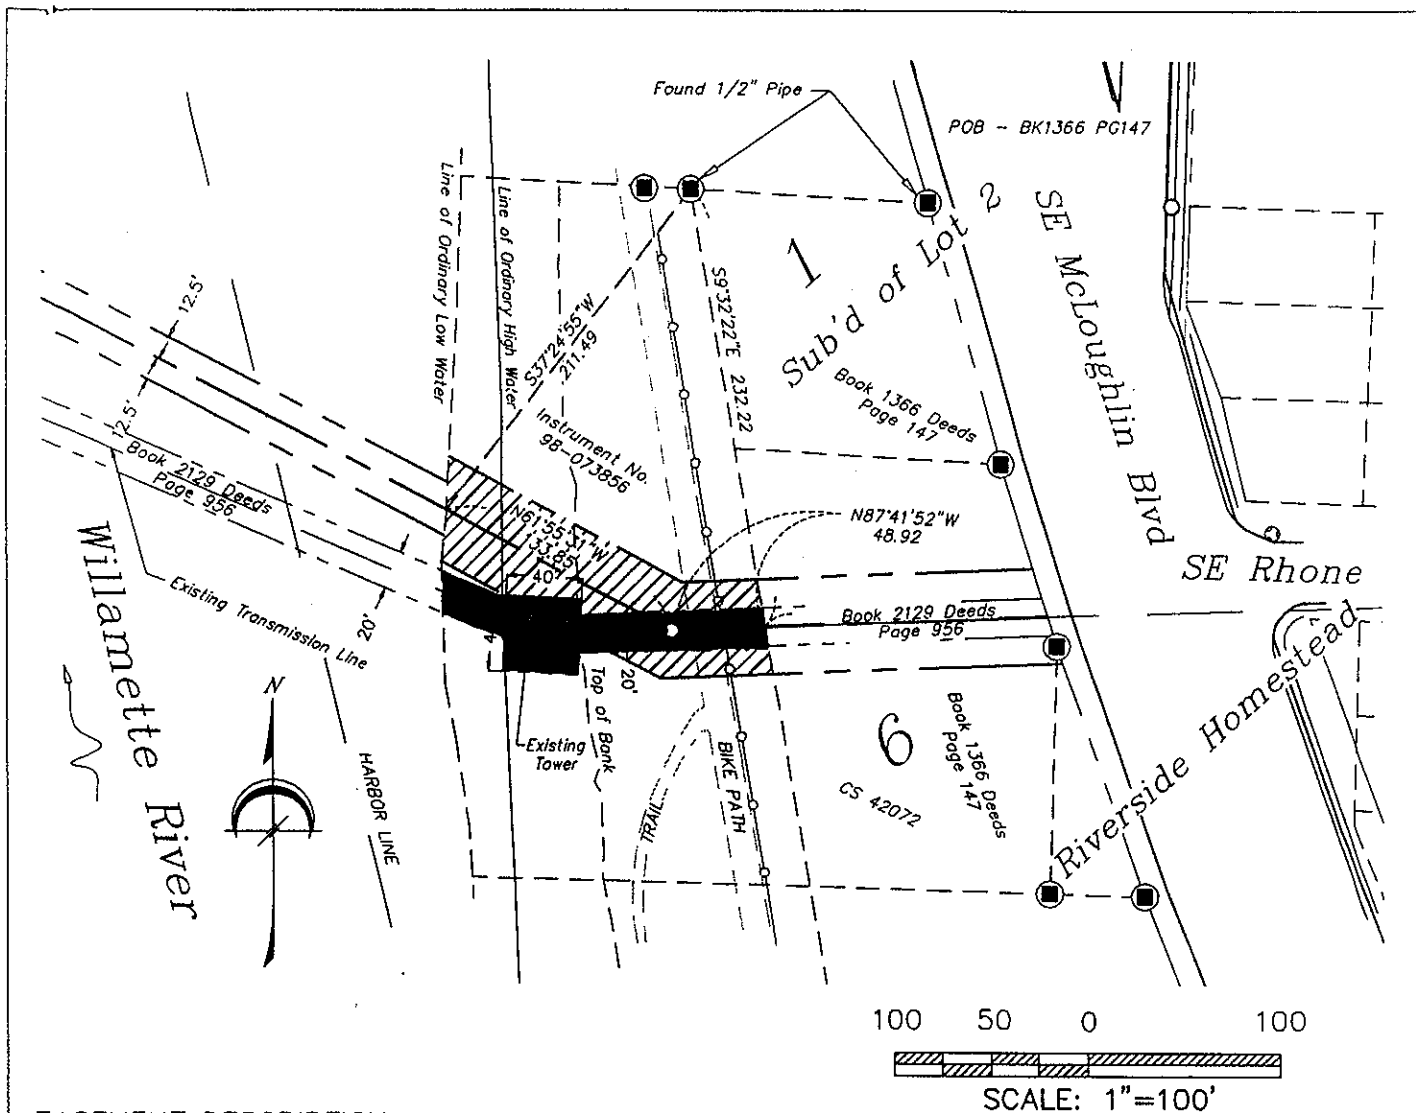 Found 1/2" Pipe
POB - BK1366 PG147
Line of Ordinary Low Water
Line of Ordinary High Water
S37°24'55"W
211.49
S9°32'22"E 232.22
1
Sub'd of Lot 2
SE McLoughlin Blvd
Book 1366 Deeds
Page 147
12.5'
12.5'
Instrument No.
98-073856
Book 2129 Deeds
Page 956
N61°55'31"W
133.85
N87°41'52"W
48.92
SE Rhone
40'
Book 2129 Deeds
Page 956
Willamette River
Existing Transmission Line
20'
4
20'
Top of Bank
Existing
Tower
N
HARBOR LINE
TRAIL
BIKE PATH
6
CS 42072
Book 1366 Deeds
Page 147
Riverside Homestead
100 50 0 100
SCALE: 1"=100'